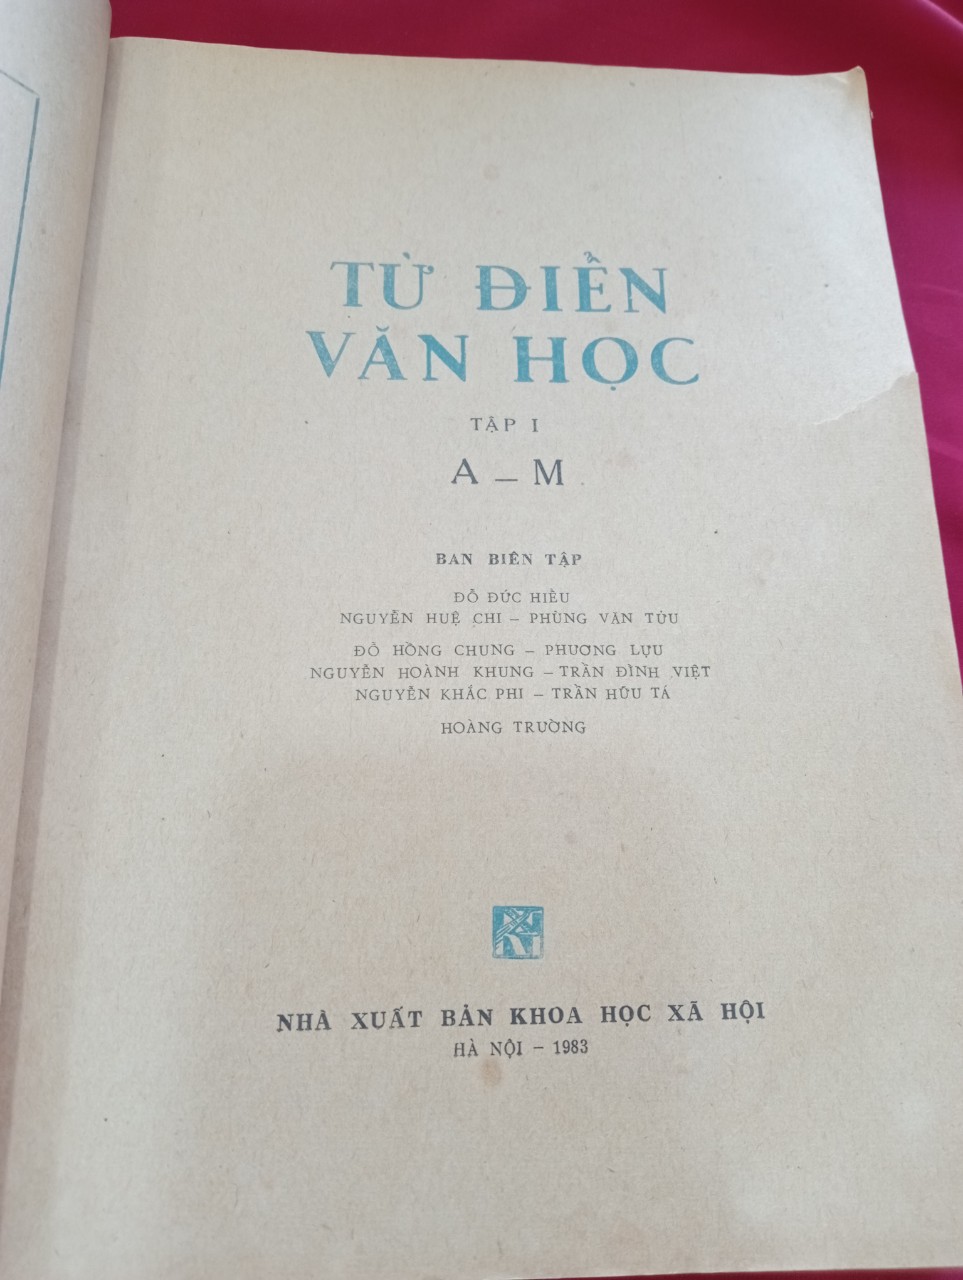 TỪ ĐIỂN
VĂN HỌC
TẬP I
A — M
BAN BIÊN TẬP
ĐỖ ĐỨC HIỂU
NGUYỄN HUỆ CHI – PHÙNG VĂN TỬU
ĐỖ HỒNG CHUNG – PHƯƠNG LỰU
NGUYỄN HOÀNH KHUNG – TRẦN ĐÌNH VIỆT
NGUYỄN KHẮC PHI – TRẦN HỮU TÁ
HOÀNG TRƯỜNG
NHÀ XUẤT BẢN KHOA HỌC XÃ HỘI
HÀ NỘI – 1983